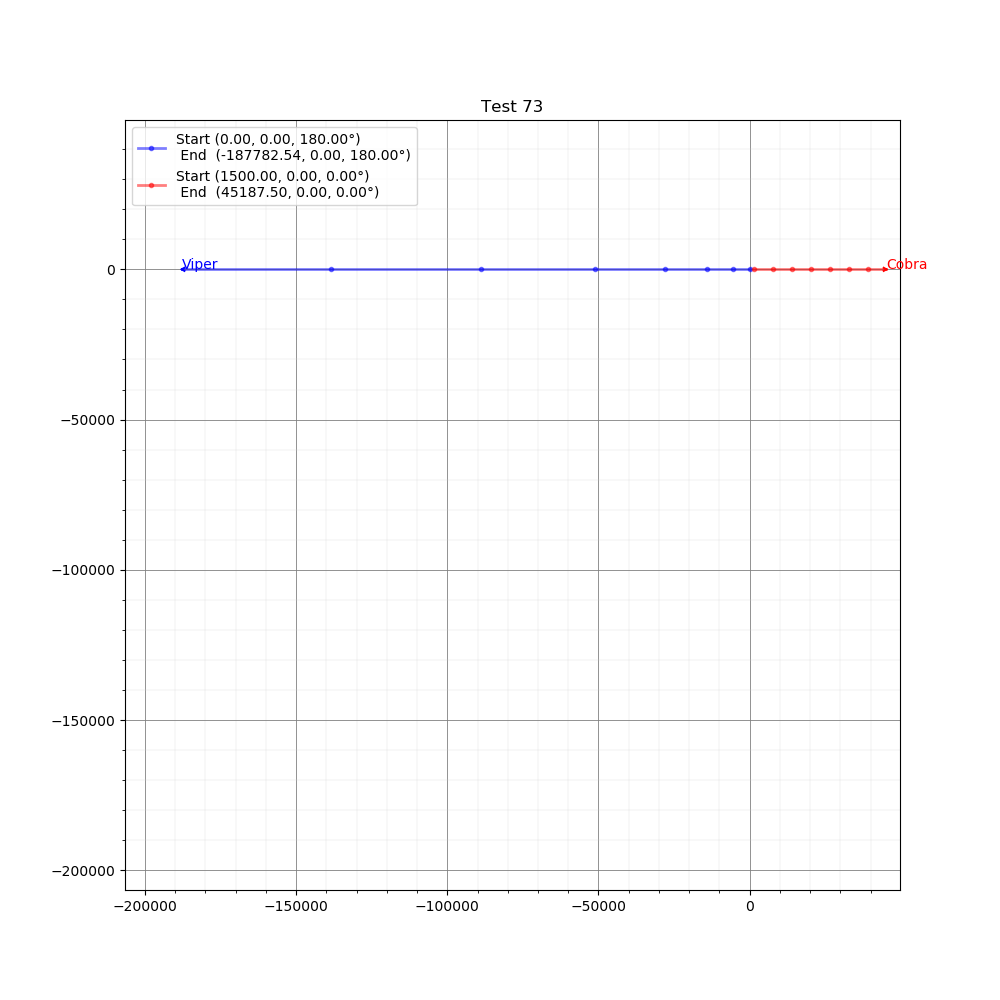 Test 73
Start (0.00, 0.00, 180.00°)
End (-187782.54, 0.00, 180.00°)
Start (1500.00, 0.00, 0.00°)
End (45187.50, 0.00, 0.00°)
Viper
Cobra
0
−50000
−100000
−150000
−200000
−200000 −150000 −100000 −50000 0